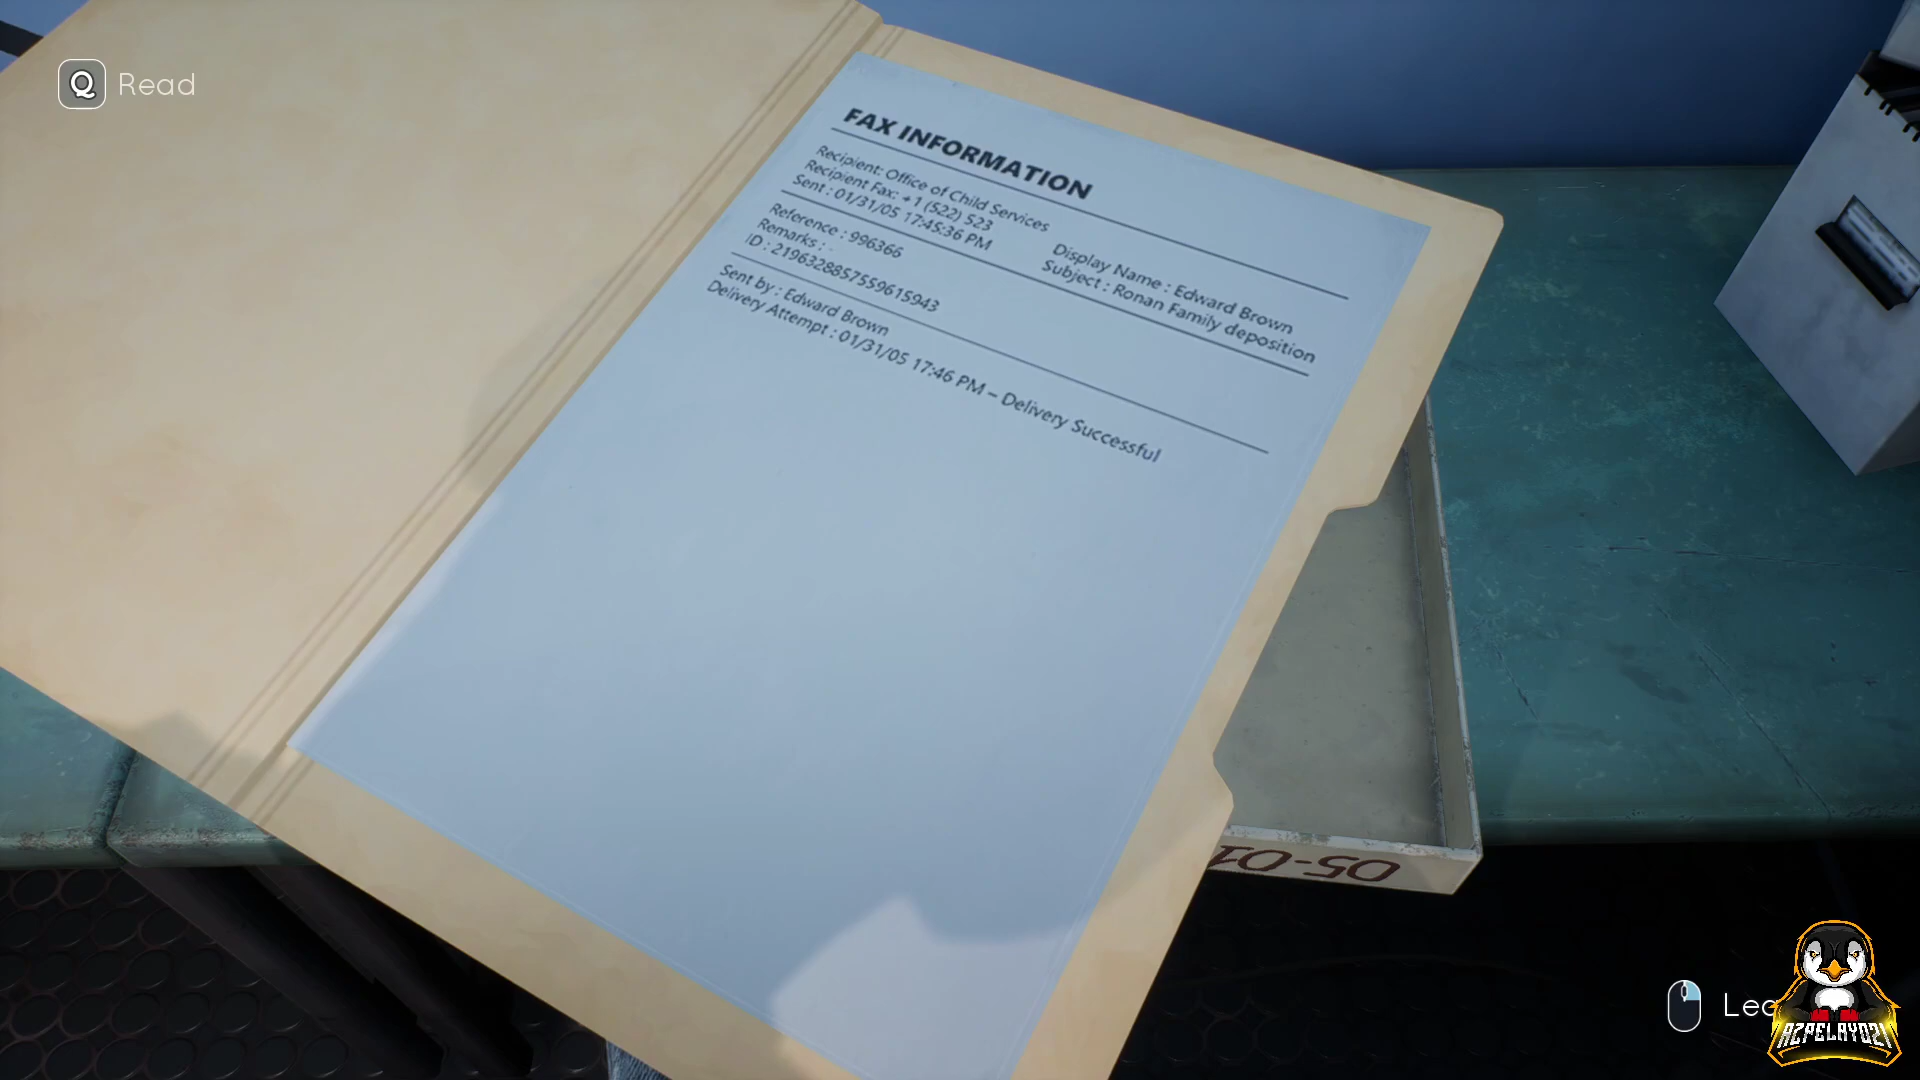 Q Read
FAX INFORMATION
Recipient: Office of Child Services
Recipient Fax: +1 (522) 523
Sent : 01/31/05 17:45:36 PM
Display Name : Edward Brown
Subject : Ronan Family deposition
Reference : 996366
Remarks : -
ID : 2196328857559615943
Sent by : Edward Brown
Delivery Attempt : 01/31/05 17:46 PM – Delivery Successful
05-01
Lea
AZPELAYO21